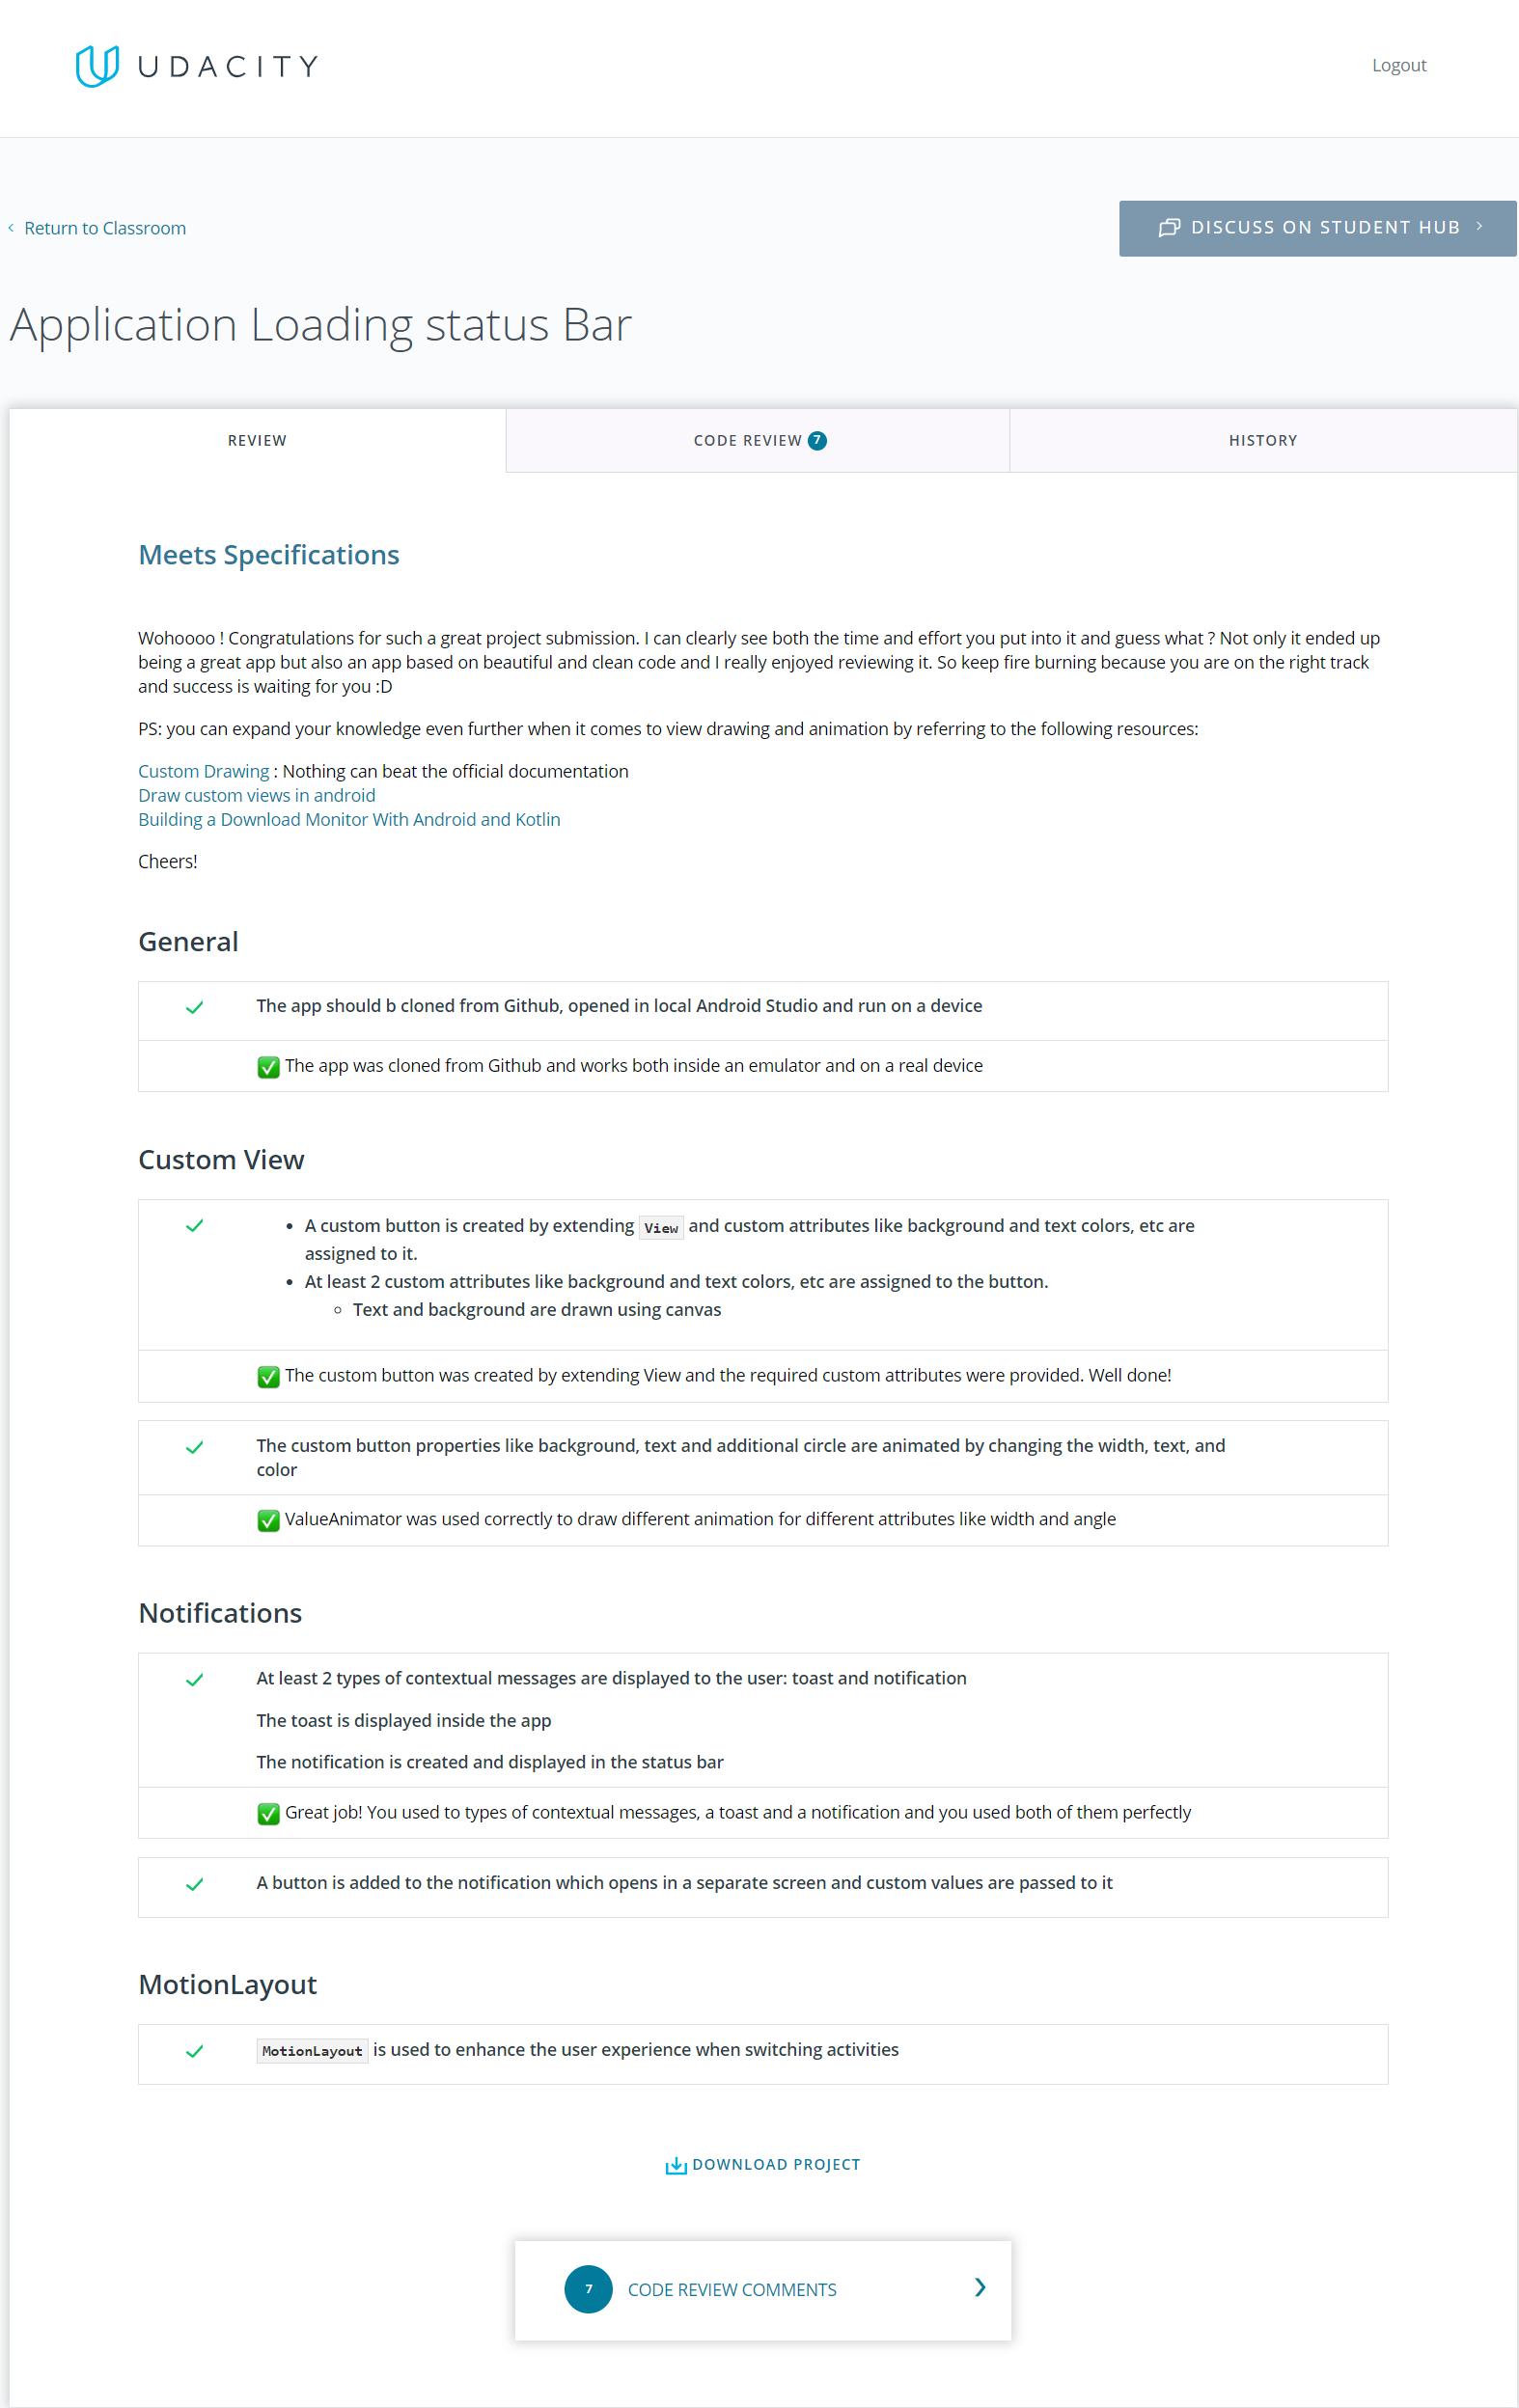 UDACITY
Logout
Return to Classroom
DISCUSS ON STUDENT HUB
Application Loading status Bar
REVIEW
CODE REVIEW 7
HISTORY
Meets Specifications
Wohoooo ! Congratulations for such a great project submission. I can clearly see both the time and effort you put into it and guess what ? Not only it ended up
being a great app but also an app based on beautiful and clean code and I really enjoyed reviewing it. So keep fire burning because you are on the right track
and success is waiting for you :D
PS: you can expand your knowledge even further when it comes to view drawing and animation by referring to the following resources:
Custom Drawing : Nothing can beat the official documentation
Draw custom views in android
Building a Download Monitor With Android and Kotlin
Cheers!
General
The app should b cloned from Github, opened in local Android Studio and run on a device
✅ The app was cloned from Github and works both inside an emulator and on a real device
Custom View
• A custom button is created by extending View and custom attributes like background and text colors, etc are
assigned to it.
• At least 2 custom attributes like background and text colors, etc are assigned to the button.
◦ Text and background are drawn using canvas
✅ The custom button was created by extending View and the required custom attributes were provided. Well done!
The custom button properties like background, text and additional circle are animated by changing the width, text, and
color
✅ ValueAnimator was used correctly to draw different animation for different attributes like width and angle
Notifications
At least 2 types of contextual messages are displayed to the user: toast and notification
The toast is displayed inside the app
The notification is created and displayed in the status bar
✅ Great job! You used to types of contextual messages, a toast and a notification and you used both of them perfectly
A button is added to the notification which opens in a separate screen and custom values are passed to it
MotionLayout
MotionLayout is used to enhance the user experience when switching activities
DOWNLOAD PROJECT
7 CODE REVIEW COMMENTS